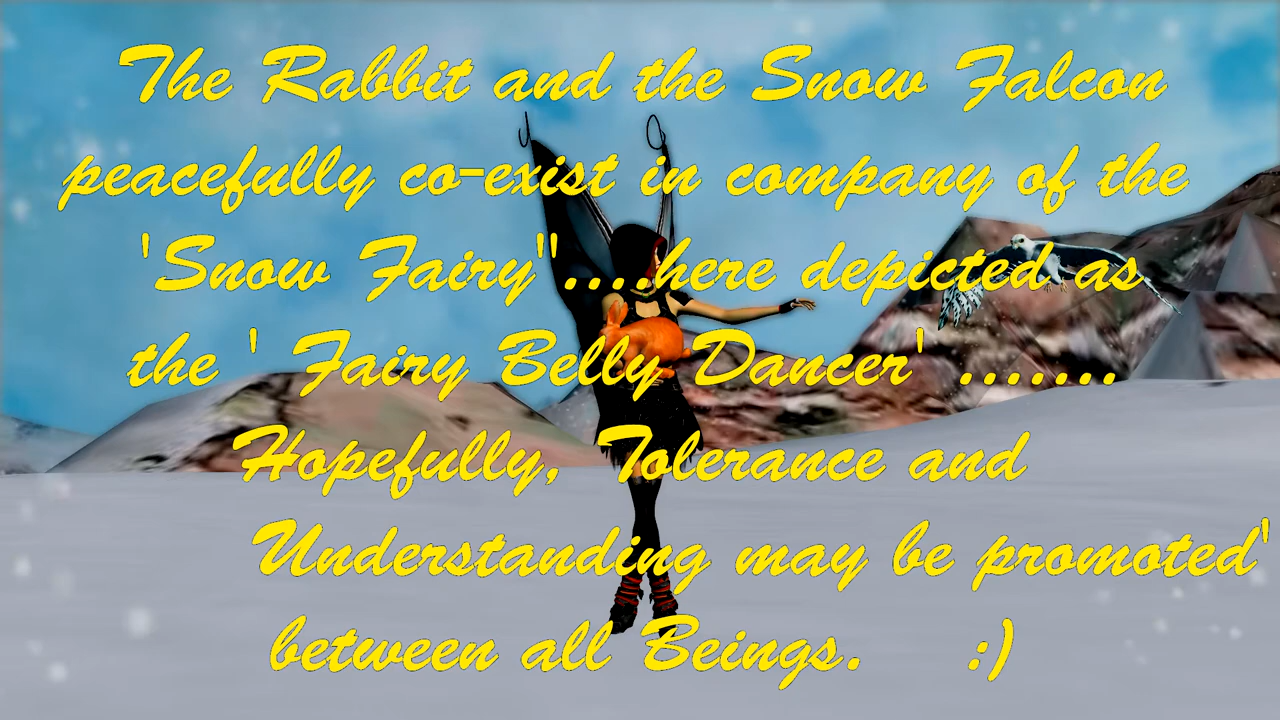 The Rabbit and the Snow Falcon
peacefully co-exist in company of the
'Snow Fairy"....here depicted as
the ' Fairy Belly Dancer' .......
Hopefully, Tolerance and
Understanding may be promoted'
between all Beings. :)